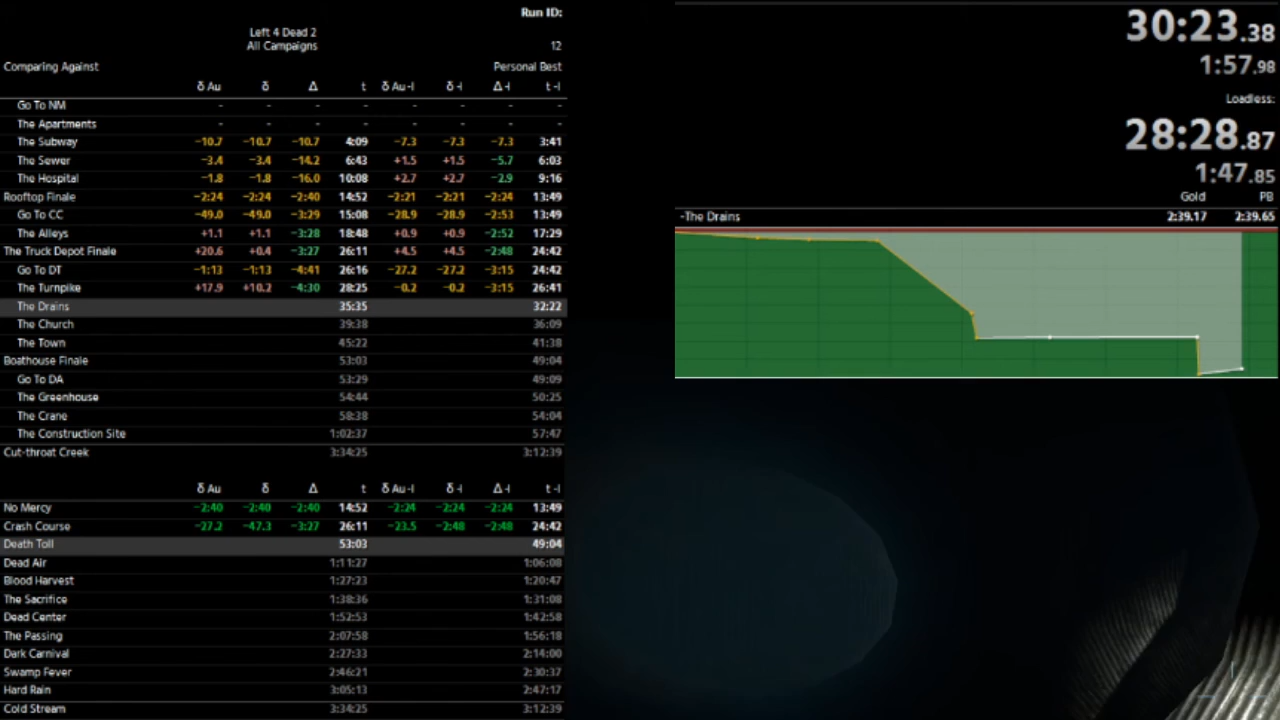 Run ID:
Left 4 Dead 2
All Campaigns
12
Comparing Against Personal Best
δ Au δ Δ t δ Au-I δ-I Δ-I t-I
Go To NM - - - - - - - -
The Apartments - - - - - - - -
The Subway −10.7 −10.7 −10.7 4:09 −7.3 −7.3 −7.3 3:41
The Sewer −3.4 −3.4 −14.2 6:43 +1.5 +1.5 −5.7 6:03
The Hospital −1.8 −1.8 −16.0 10:08 +2.7 +2.7 −2.9 9:16
Rooftop Finale −2:24 −2:24 −2:40 14:52 −2:21 −2:21 −2:24 13:49
Go To CC −49.0 −49.0 −3:29 15:08 −28.9 −28.9 −2:53 13:49
The Alleys +1.1 +1.1 −3:28 18:48 +0.9 +0.9 −2:52 17:29
The Truck Depot Finale +20.6 +0.4 −3:27 26:11 +4.5 +4.5 −2:48 24:42
Go To DT −1:13 −1:13 −4:41 26:16 −27.2 −27.2 −3:15 24:42
The Turnpike +17.9 +10.2 −4:30 28:25 −0.2 −0.2 −3:15 26:41
The Drains 35:35 32:22
The Church 39:38 36:09
The Town 45:22 41:38
Boathouse Finale 53:03 49:04
Go To DA 53:29 49:09
The Greenhouse 54:44 50:25
The Crane 58:38 54:04
The Construction Site 1:02:37 57:47
Cut-throat Creek 3:34:25 3:12:39
δ Au δ Δ t δ Au-I δ-I Δ-I t-I
No Mercy −2:40 −2:40 −2:40 14:52 −2:24 −2:24 −2:24 13:49
Crash Course −27.2 −47.3 −3:27 26:11 −23.5 −2:48 −2:48 24:42
Death Toll 53:03 49:04
Dead Air 1:11:27 1:06:08
Blood Harvest 1:27:23 1:20:47
The Sacrifice 1:38:36 1:31:08
Dead Center 1:52:53 1:42:58
The Passing 2:07:58 1:56:18
Dark Carnival 2:27:33 2:14:00
Swamp Fever 2:46:21 2:30:37
Hard Rain 3:05:13 2:47:17
Cold Stream 3:34:25 3:12:39
30:23.38
1:57.98
Loadless:
28:28.87
1:47.85
Gold PB
-The Drains 2:39.17 2:39.65